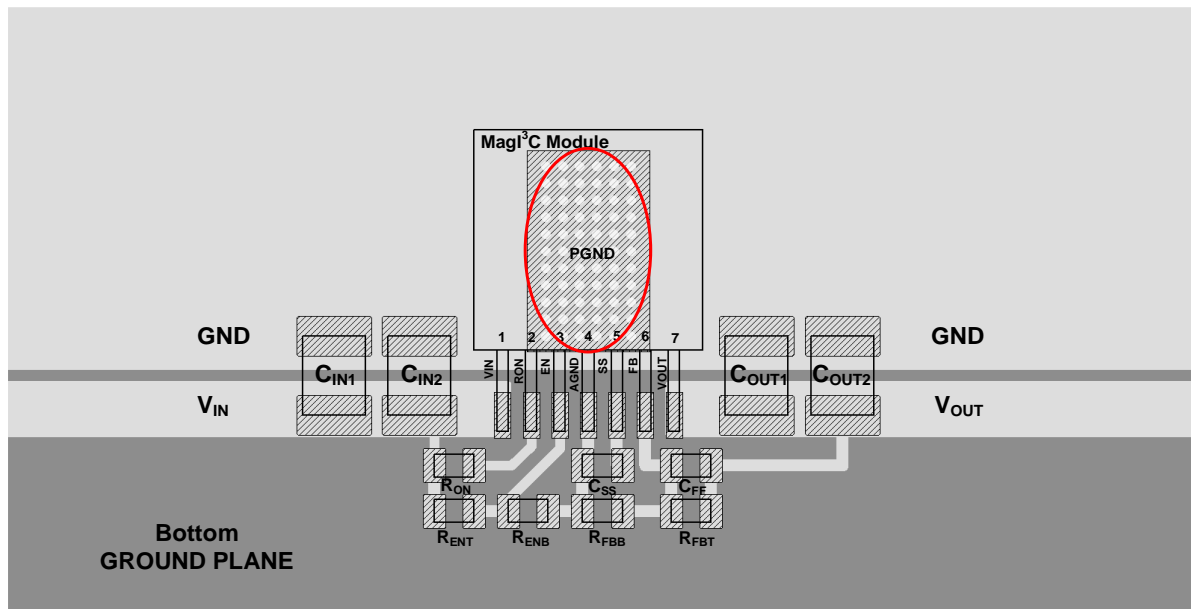 MagI³C Module
PGND
1 2 3 4 5 6 7
GND
GND
VIN
RON
EN
AGND
SS
FB
VOUT
CIN1
CIN2
COUT1
COUT2
VIN
VOUT
RON
CSS
CFF
RENT
RENB
RFBB
RFBT
Bottom
GROUND PLANE